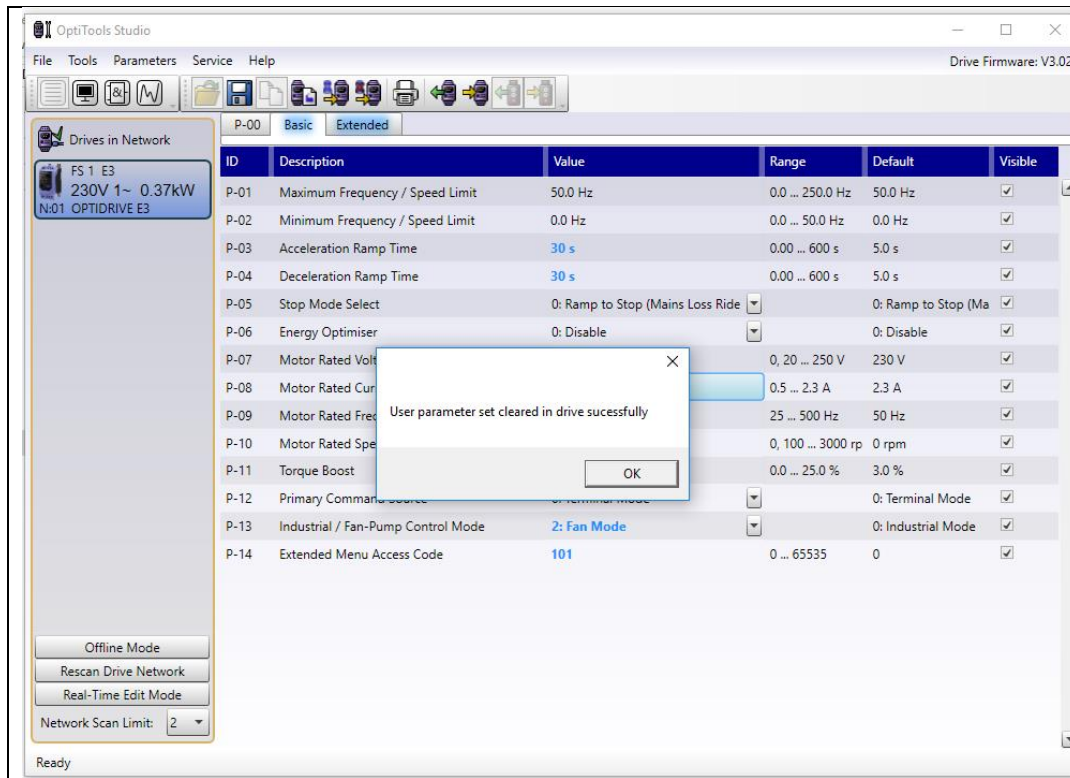 OptiTools Studio
File Tools Parameters Service Help Drive Firmware: V3.02
Drives in Network
FS 1 E3
230V 1~ 0.37kW
N:01 OPTIDRIVE E3
P-00 Basic Extended
ID Description Value Range Default Visible
P-01 Maximum Frequency / Speed Limit 50.0 Hz 0.0 ... 250.0 Hz 50.0 Hz
P-02 Minimum Frequency / Speed Limit 0.0 Hz 0.0 ... 50.0 Hz 0.0 Hz
P-03 Acceleration Ramp Time 30 s 0.00 ... 600 s 5.0 s
P-04 Deceleration Ramp Time 30 s 0.00 ... 600 s 5.0 s
P-05 Stop Mode Select 0: Ramp to Stop (Mains Loss Ride 0: Ramp to Stop (Ma
P-06 Energy Optimiser 0: Disable 0: Disable
P-07 Motor Rated Volt 0, 20 ... 250 V 230 V
P-08 Motor Rated Cur 0.5 ... 2.3 A 2.3 A
P-09 Motor Rated Fre 25 ... 500 Hz 50 Hz
P-10 Motor Rated Spe 0, 100 ... 3000 rp 0 rpm
P-11 Torque Boost 0.0 ... 25.0 % 3.0 %
P-12 Primary Command Source 0: Terminal Mode 0: Terminal Mode
P-13 Industrial / Fan-Pump Control Mode 2: Fan Mode 0: Industrial Mode
P-14 Extended Menu Access Code 101 0 ... 65535 0
User parameter set cleared in drive sucessfully
OK
Offline Mode
Rescan Drive Network
Real-Time Edit Mode
Network Scan Limit: 2
Ready